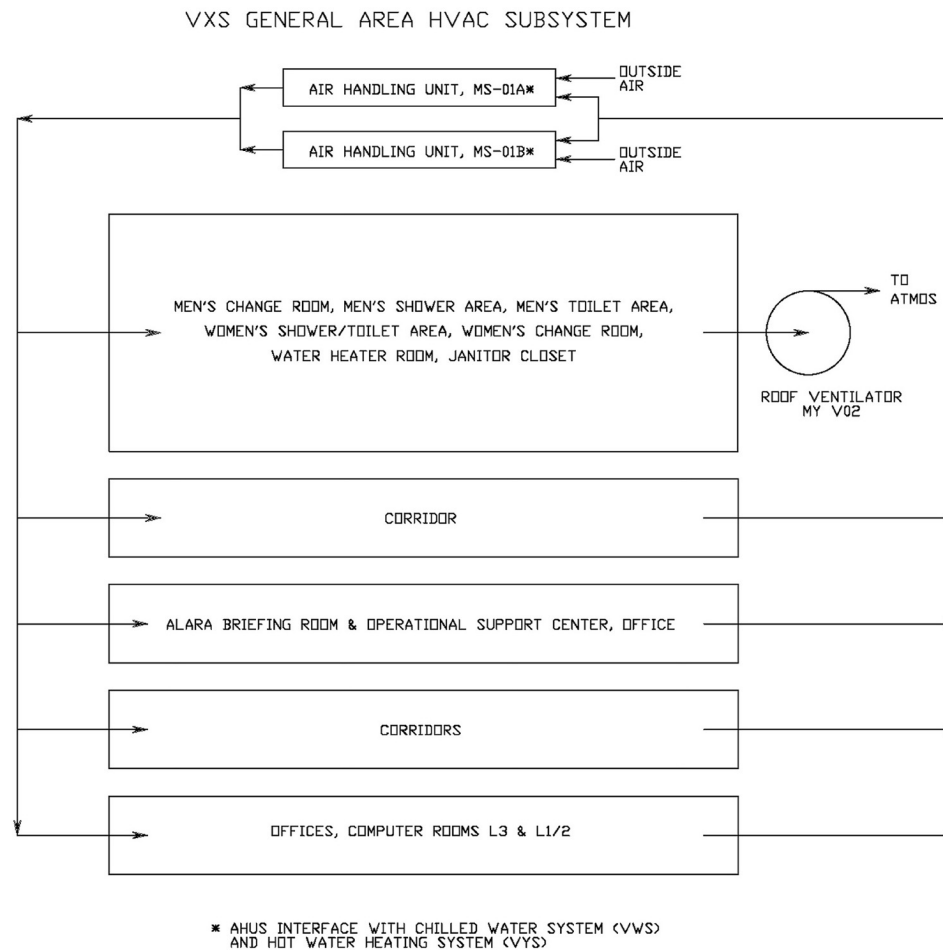 VXS GENERAL AREA HVAC SUBSYSTEM
AIR HANDLING UNIT, MS-01A*
OUTSIDE
AIR
AIR HANDLING UNIT, MS-01B*
OUTSIDE
AIR
MEN'S CHANGE ROOM, MEN'S SHOWER AREA, MEN'S TOILET AREA,
WOMEN'S SHOWER/TOILET AREA, WOMEN'S CHANGE ROOM,
WATER HEATER ROOM, JANITOR CLOSET
TO
ATMOS
ROOF VENTILATOR
MY V02
CORRIDOR
ALARA BRIEFING ROOM & OPERATIONAL SUPPORT CENTER, OFFICE
CORRIDORS
OFFICES, COMPUTER ROOMS L3 & L1/2
* AHUS INTERFACE WITH CHILLED WATER SYSTEM (VWS)
AND HOT WATER HEATING SYSTEM (VYS)